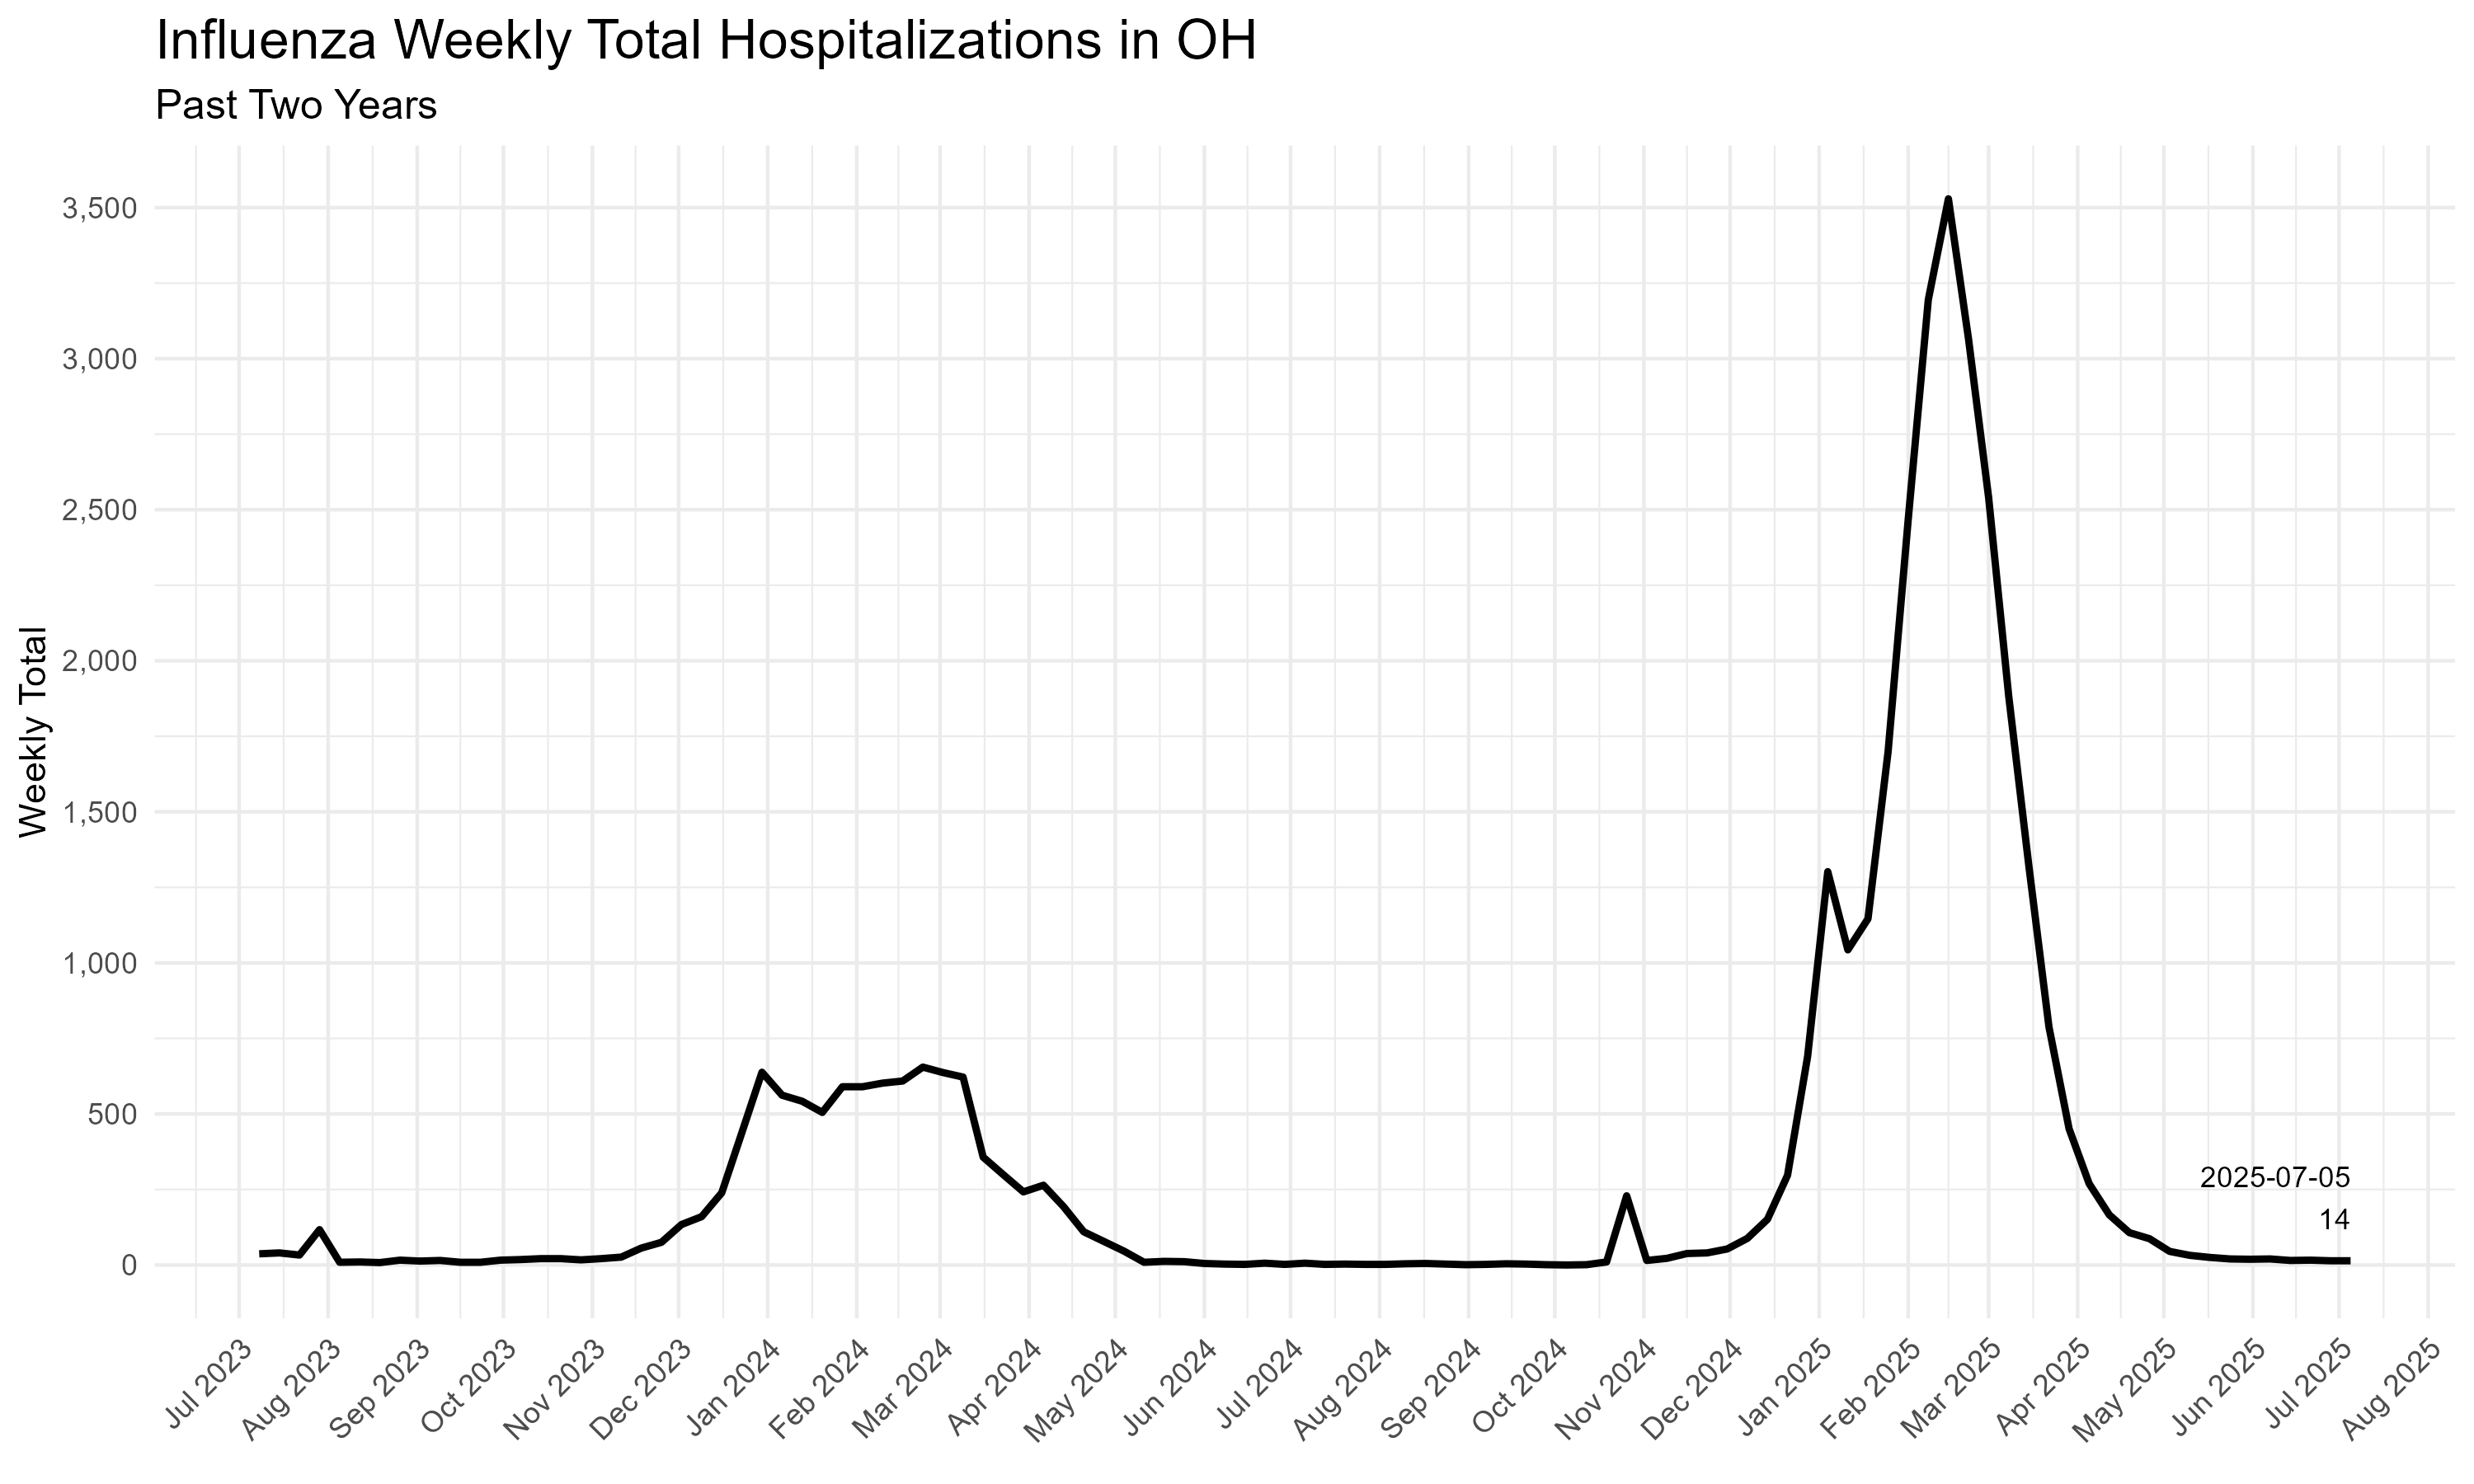 Influenza Weekly Total Hospitalizations in OH
Past Two Years
Weekly Total
3,500
3,000
2,500
2,000
1,500
1,000
500
0
2025-07-05
14
Jul 2023
Aug 2023
Sep 2023
Oct 2023
Nov 2023
Dec 2023
Jan 2024
Feb 2024
Mar 2024
Apr 2024
May 2024
Jun 2024
Jul 2024
Aug 2024
Sep 2024
Oct 2024
Nov 2024
Dec 2024
Jan 2025
Feb 2025
Mar 2025
Apr 2025
May 2025
Jun 2025
Jul 2025
Aug 2025